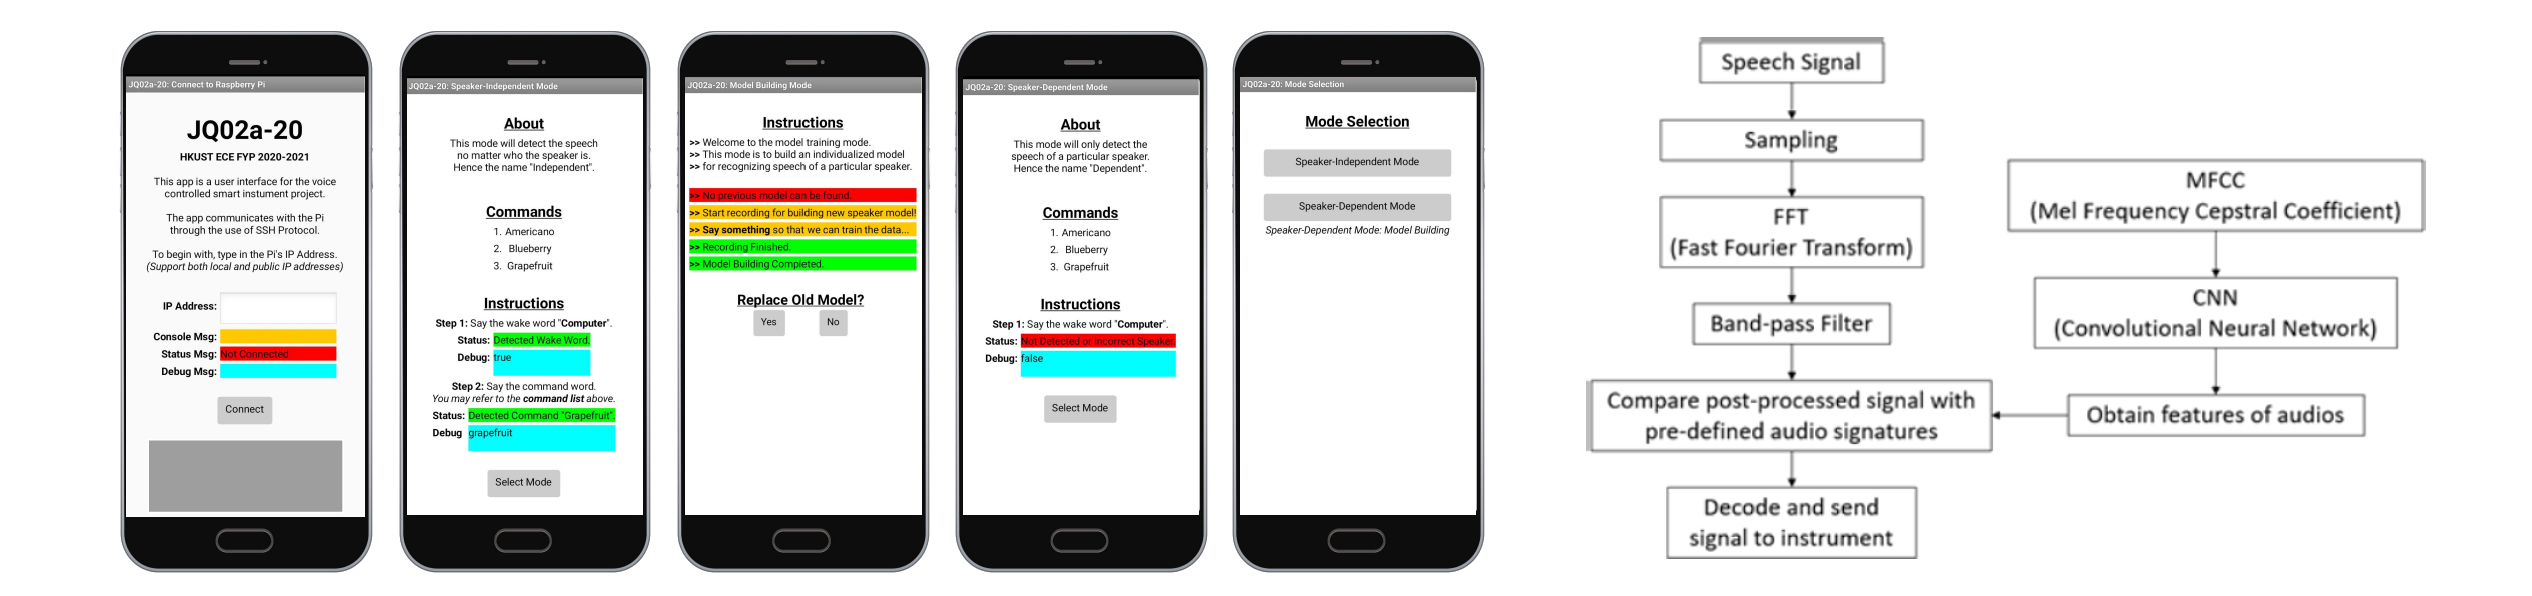 JQ02a-20: Connect to Raspberry Pi
JQ02a-20
HKUST ECE FYP 2020-2021
This app is a user interface for the voice
controlled smart instument project.
The app communicates with the Pi
through the use of SSH Protocol.
To begin with, type in the Pi's IP Address.
(Support both local and public IP addresses)
IP Address:
Console Msg:
Status Msg: Not Connected
Debug Msg:
Connect
JQ02a-20: Speaker-Independent Mode
About
This mode will detect the speech
no matter who the speaker is.
Hence the name "Independent".
Commands
1. Americano
2. Blueberry
3. Grapefruit
Instructions
Step 1: Say the wake word "Computer".
Status: Detected Wake Word.
Debug: true
Step 2: Say the command word.
You may refer to the command list above.
Status: Detected Command "Grapefruit".
Debug grapefruit
Select Mode
JQ02a-20: Model Building Mode
Instructions
>> Welcome to the model training mode.
>> This mode is to build an individualized model
>> for recognizing speech of a particular speaker.
>> No previous model can be found.
>> Start recording for building new speaker model!
>> Say something so that we can train the data...
>> Recording Finished.
>> Model Building Completed.
Replace Old Model?
Yes No
JQ02a-20: Speaker-Dependent Mode
About
This mode will only detect the
speech of a particular speaker.
Hence the name "Dependent".
Commands
1. Americano
2. Blueberry
3. Grapefruit
Instructions
Step 1: Say the wake word "Computer".
Status: Not Detected or Incorrect Speaker.
Debug: false
Select Mode
JQ02a-20: Mode Selection
Mode Selection
Speaker-Independent Mode
Speaker-Dependent Mode
Speaker-Dependent Mode: Model Building
Speech Signal
Sampling
FFT
(Fast Fourier Transform)
Band-pass Filter
Compare post-processed signal with
pre-defined audio signatures
Decode and send
signal to instrument
MFCC
(Mel Frequency Cepstral Coefficient)
CNN
(Convolutional Neural Network)
Obtain features of audios